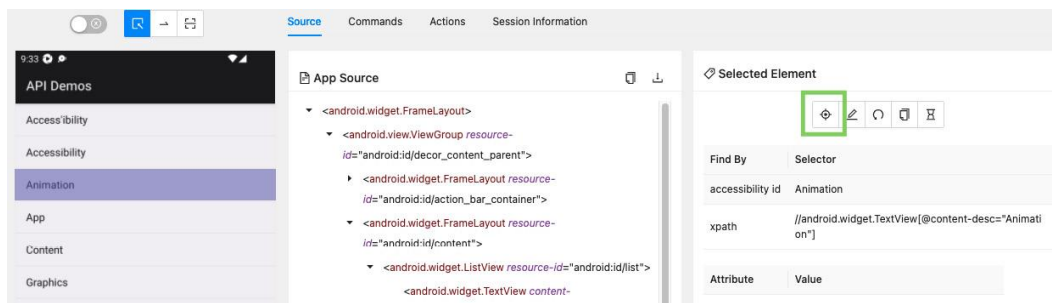 Source Commands Actions Session Information
9:33
API Demos
Access'ibility
Accessibility
Animation
App
Content
Graphics
App Source
<android.widget.FrameLayout>
<android.view.ViewGroup resource-
id="android:id/decor_content_parent">
<android.widget.FrameLayout resource-
id="android:id/action_bar_container">
<android.widget.FrameLayout resource-
id="android:id/content">
<android.widget.ListView resource-id="android:id/list">
<android.widget.TextView content-
Selected Element
Find By Selector
accessibility id Animation
xpath //android.widget.TextView[@content-desc="Animati
on"]
Attribute Value